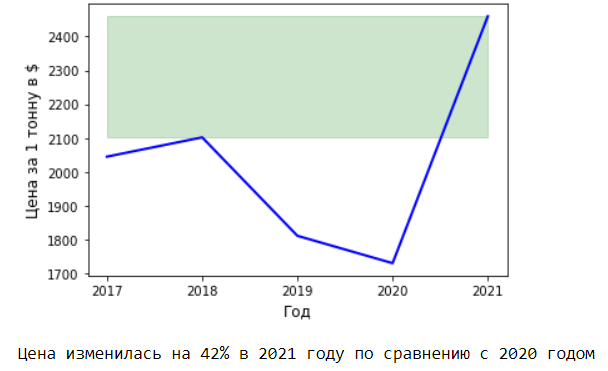 2400
2300
2200
2100
2000
1900
1800
1700
Цена за 1 тонну в $
2017 2018 2019 2020 2021
Год
Цена изменилась на 42% в 2021 году по сравнению с 2020 годом